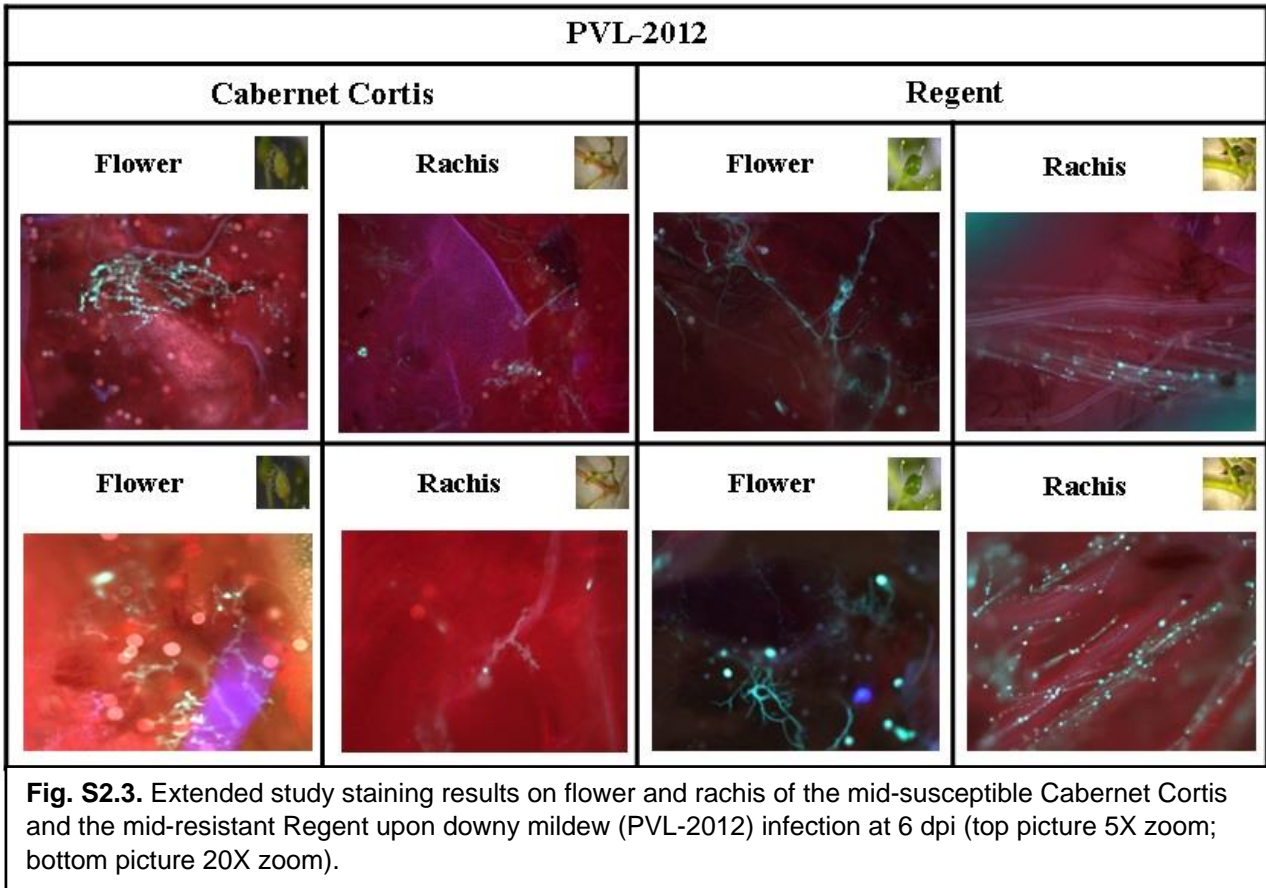 PVL-2012
Cabernet Cortis
Regent
Flower
Rachis
Flower
Rachis
Flower
Rachis
Flower
Rachis
Fig. S2.3. Extended study staining results on flower and rachis of the mid-susceptible Cabernet Cortis
and the mid-resistant Regent upon downy mildew (PVL-2012) infection at 6 dpi (top picture 5X zoom;
bottom picture 20X zoom).